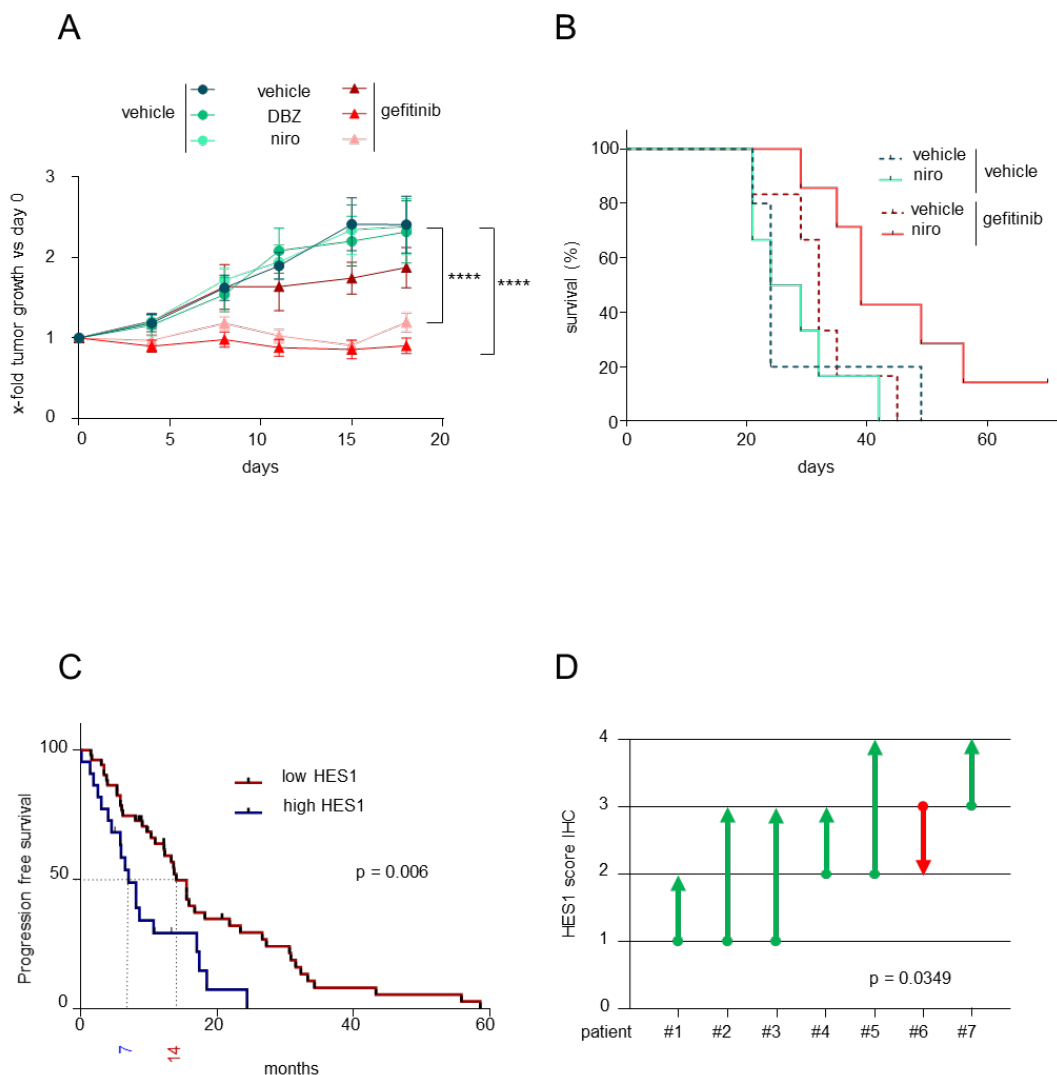 A
vehicle
vehicle
DBZ
niro
gefitinib
x-fold tumor growth vs day 0
3
2
1
0
****
****
0 5 10 15 20
days
B
vehicle
niro
vehicle
vehicle
niro
gefitinib
survival (%)
100
80
60
40
20
0
0 20 40 60
days
C
low HES1
high HES1
p = 0.006
Progression free survival
100
50
0
0 20 40 60
7 14
months
D
HES1 score IHC
4
3
2
1
0
p = 0.0349
patient #1 #2 #3 #4 #5 #6 #7